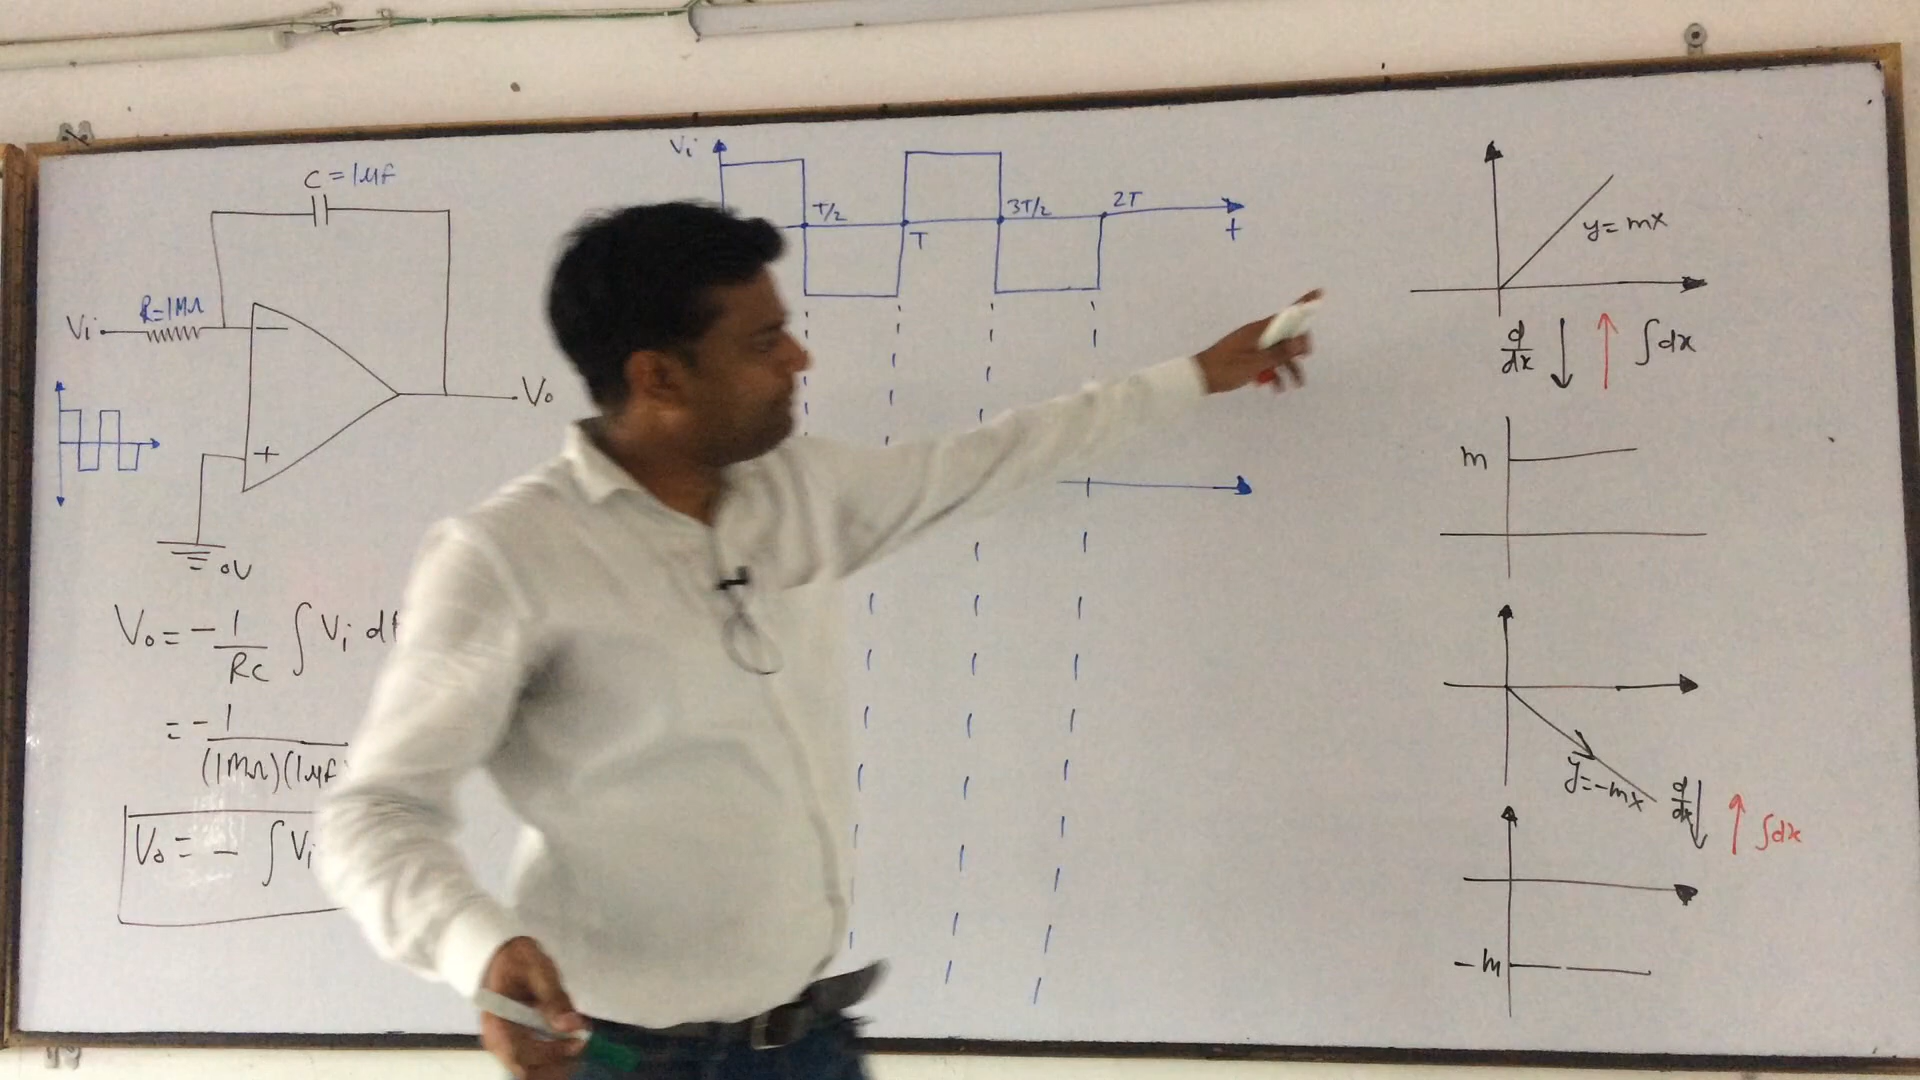 C = 1μf
R=1MΩ
Vi
−
+
Vo
0V
Vo = - 1/RC ∫ Vi dt
= - 1/(1MΩ)(1μf
Vo = - ∫ Vi
Vi
T/2
T
3T/2
2T
t
y = mx
d/dx ∫dx
m
y=-mx
d/dx ∫dx
-m